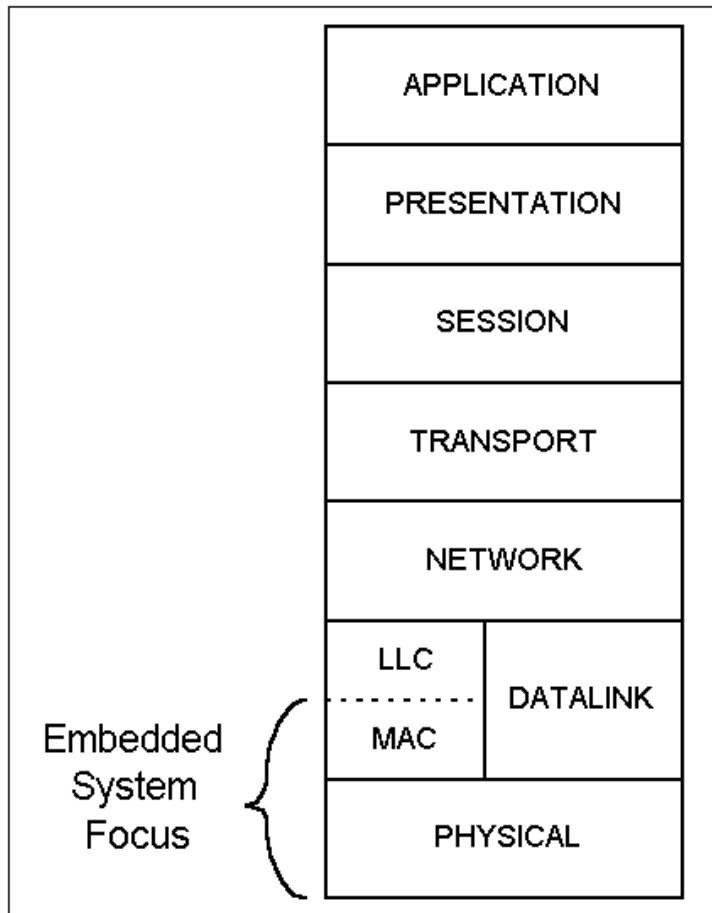 APPLICATION
PRESENTATION
SESSION
TRANSPORT
NETWORK
LLC
DATALINK
MAC
Embedded
System
Focus
PHYSICAL